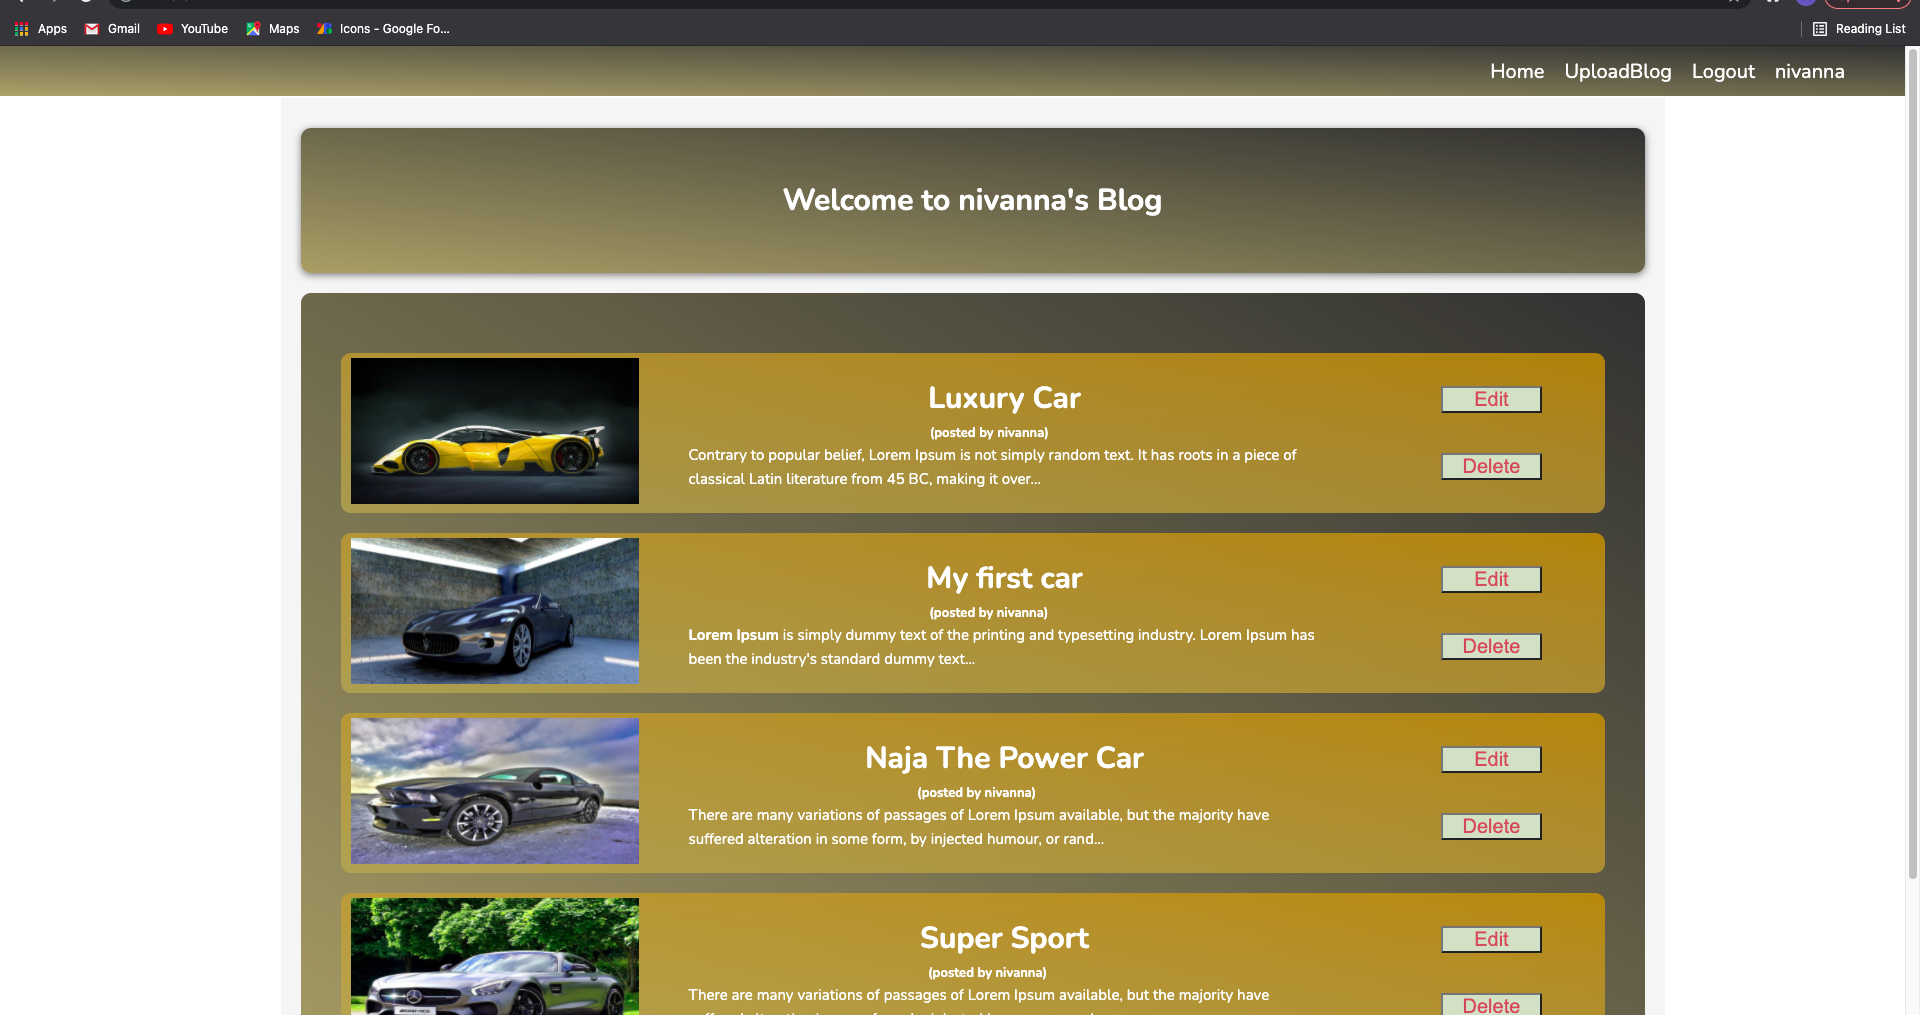 Apps Gmail YouTube Maps Icons - Google Fo... Reading List
Home UploadBlog Logout nivanna
Welcome to nivanna's Blog
Luxury Car
(posted by nivanna)
Contrary to popular belief, Lorem Ipsum is not simply random text. It has roots in a piece of
classical Latin literature from 45 BC, making it over...
Edit
Delete
My first car
(posted by nivanna)
Lorem Ipsum is simply dummy text of the printing and typesetting industry. Lorem Ipsum has
been the industry's standard dummy text...
Edit
Delete
Naja The Power Car
(posted by nivanna)
There are many variations of passages of Lorem Ipsum available, but the majority have
suffered alteration in some form, by injected humour, or rand...
Edit
Delete
Super Sport
(posted by nivanna)
There are many variations of passages of Lorem Ipsum available, but the majority have
Edit
Delete